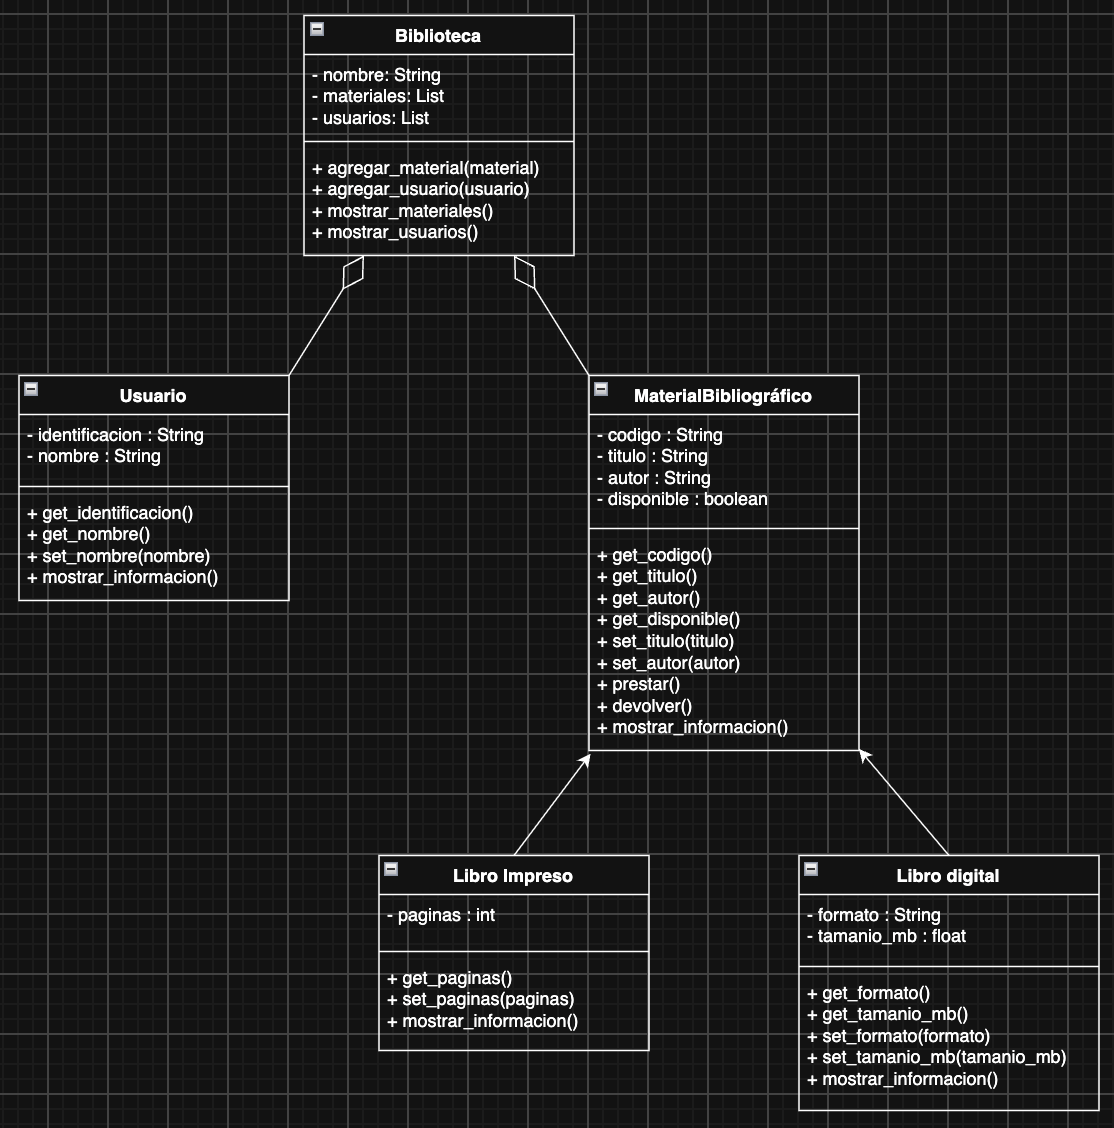 Biblioteca
- nombre: String
- materiales: List
- usuarios: List
+ agregar_material(material)
+ agregar_usuario(usuario)
+ mostrar_materiales()
+ mostrar_usuarios()
Usuario
- identificacion : String
- nombre : String
+ get_identificacion()
+ get_nombre()
+ set_nombre(nombre)
+ mostrar_informacion()
MaterialBibliográfico
- codigo : String
- titulo : String
- autor : String
- disponible : boolean
+ get_codigo()
+ get_titulo()
+ get_autor()
+ get_disponible()
+ set_titulo(titulo)
+ set_autor(autor)
+ prestar()
+ devolver()
+ mostrar_informacion()
Libro Impreso
- paginas : int
+ get_paginas()
+ set_paginas(paginas)
+ mostrar_informacion()
Libro digital
- formato : String
- tamanio_mb : float
+ get_formato()
+ get_tamanio_mb()
+ set_formato(formato)
+ set_tamanio_mb(tamanio_mb)
+ mostrar_informacion()